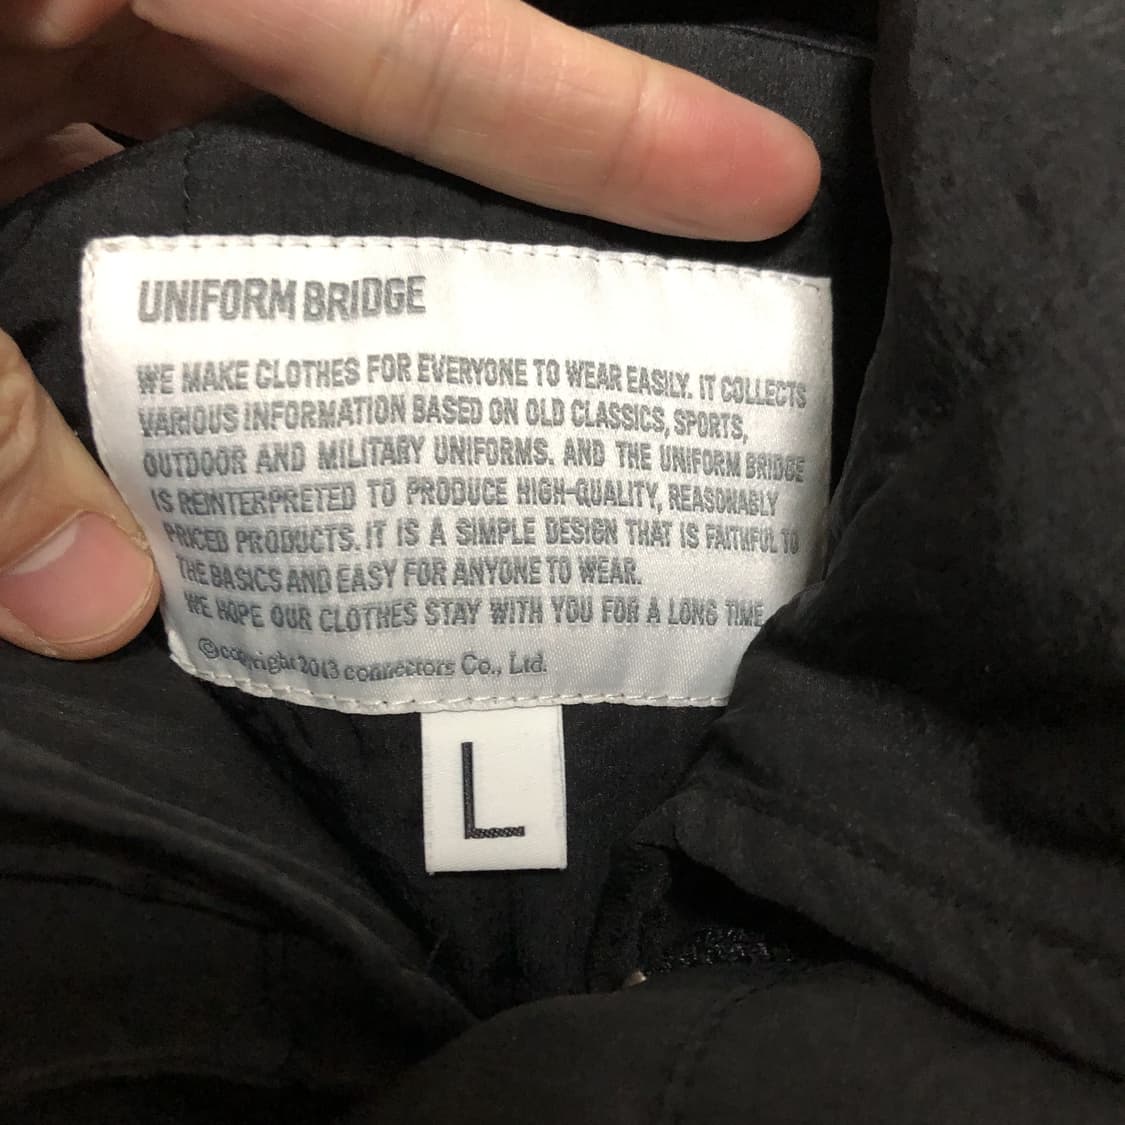 UNIFORM BRIDGE
WE MAKE CLOTHES FOR EVERYONE TO WEAR EASILY. IT COLLECTS
VARIOUS INFORMATION BASED ON OLD CLASSICS, SPORTS,
OUTDOOR AND MILITARY UNIFORMS. AND THE UNIFORM BRIDGE
IS REINTERPRETED TO PRODUCE HIGH-QUALITY, REASONABLY
PRICED PRODUCTS. IT IS A SIMPLE DESIGN THAT IS FAITHFUL TO
THE BASICS AND EASY FOR ANYONE TO WEAR.
WE HOPE OUR CLOTHES STAY WITH YOU FOR A LONG TIME
©copyright 2013 connectors Co., Ltd.
L